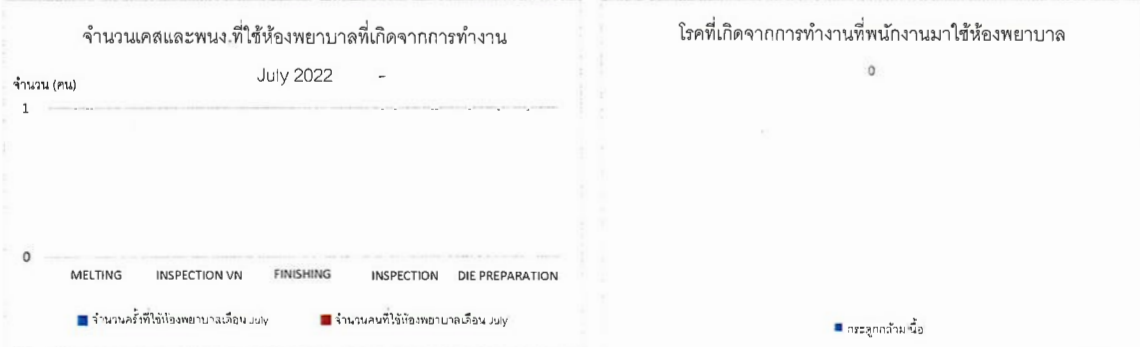 จำนวนเคสและพนง.ที่ใช้ห้องพยาบาลที่เกิดจากการทำงาน
July 2022 -
จำนวน (คน)
1
0
MELTING INSPECTION VN FINISHING INSPECTION DIE PREPARATION
จำนวนครั้งที่ใช้ห้องพยาบาลเดือน July จำนวนคนที่ใช้ห้องพยาบาลเดือน July
โรคที่เกิดจากการทำงานที่พนักงานมาใช้ห้องพยาบาล
0
กระดูกกล้ามเนื้อ